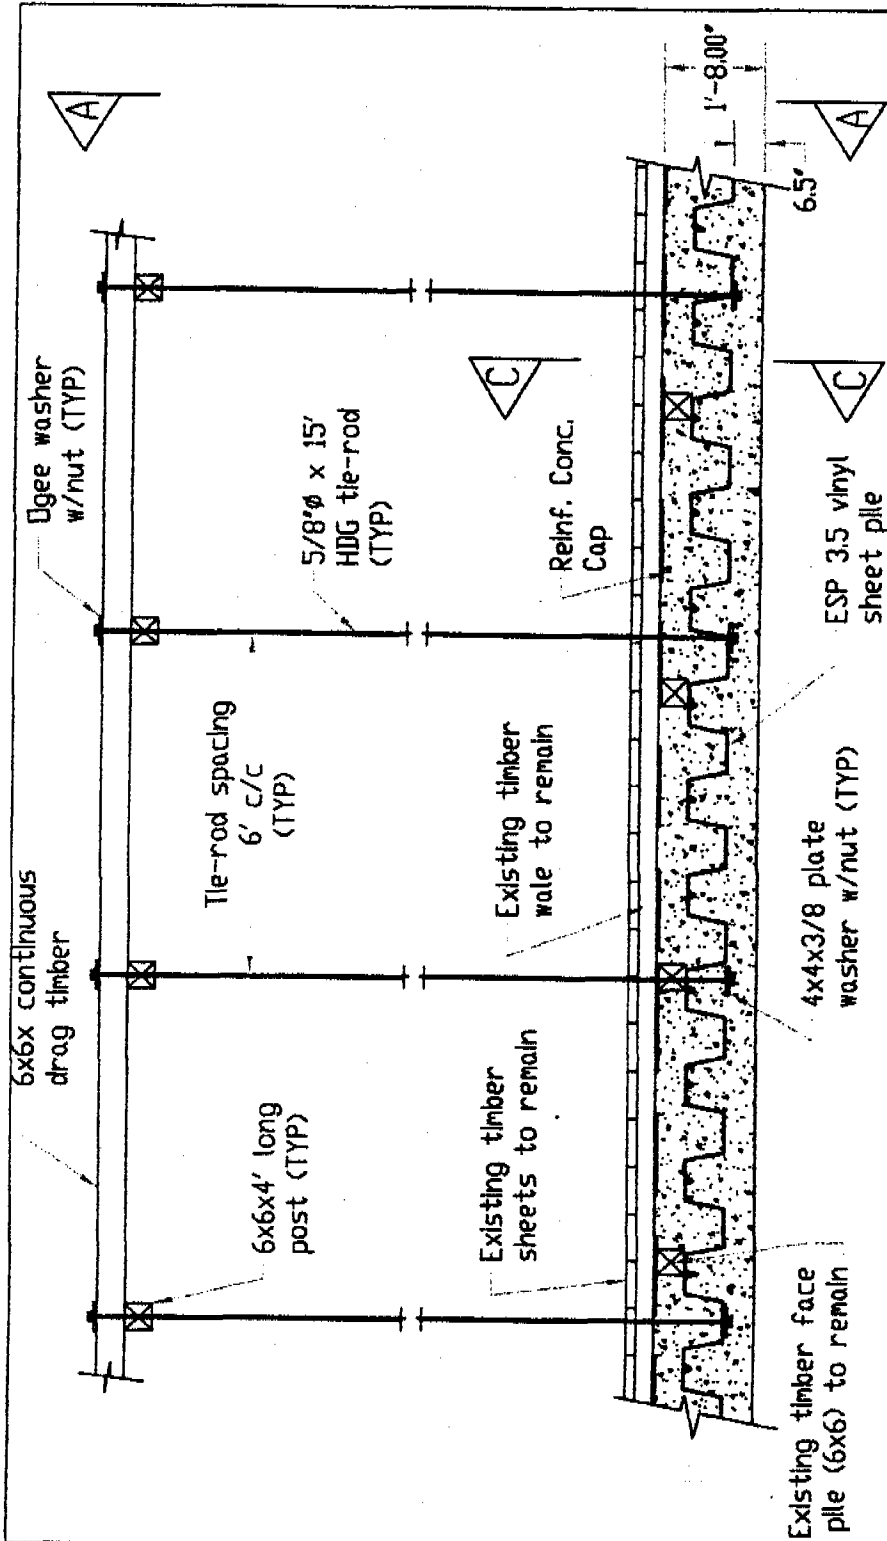 6x6x continuous
drag timber
Ogee washer
w/nut (TYP)
A
6x6x4' long
post (TYP)
Tie-rod spacing
6' c/c
(TYP)
5/8"ø x 15'
HDG tie-rod
(TYP)
C
Existing timber
sheets to remain
Existing timber
wale to remain
Reinf. Conc.
Cap
1'-8.00"
6.5"
Existing timber face
pile (6x6) to remain
4x4x3/8 plate
washer w/nut (TYP)
ESP 3.5 vinyl
sheet pile
C
A